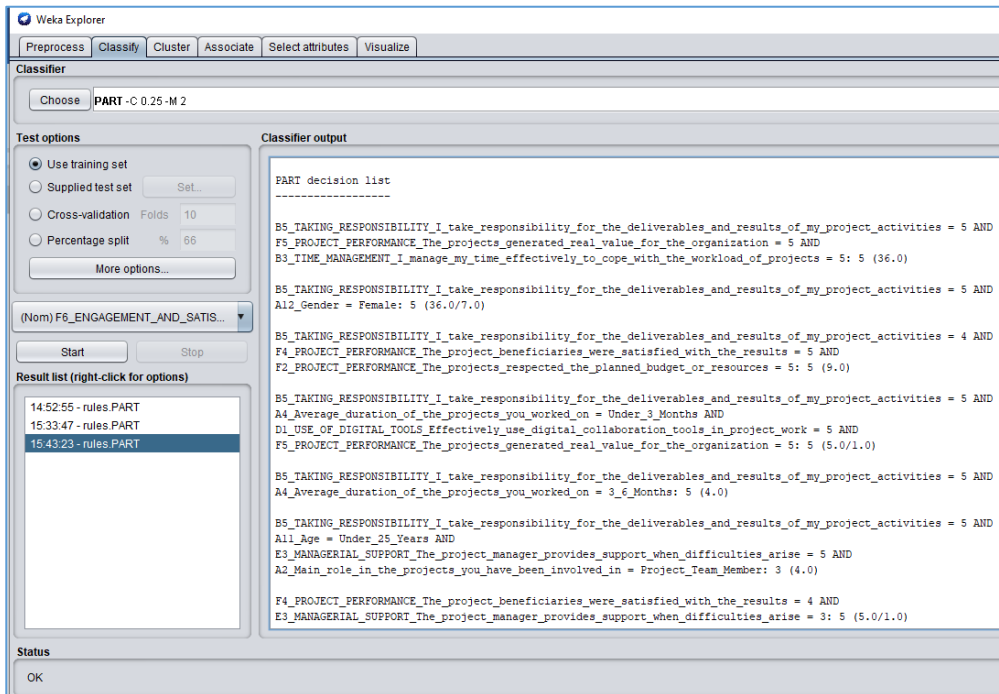 Weka Explorer
Preprocess Classify Cluster Associate Select attributes Visualize
Classifier
Choose PART -C 0.25 -M 2
Test options
Use training set
Supplied test set Set...
Cross-validation Folds 10
Percentage split % 66
More options...
(Nom) F6_ENGAGEMENT_AND_SATIS...
Start Stop
Result list (right-click for options)
14:52:55 - rules.PART
15:33:47 - rules.PART
15:43:23 - rules.PART
Classifier output
PART decision list
------------------
B5_TAKING_RESPONSIBILITY_I_take_responsibility_for_the_deliverables_and_results_of_my_project_activities = 5 AND
F5_PROJECT_PERFORMANCE_The_projects_generated_real_value_for_the_organization = 5 AND
B3_TIME_MANAGEMENT_I_manage_my_time_effectively_to_cope_with_the_workload_of_projects = 5: 5 (36.0)
B5_TAKING_RESPONSIBILITY_I_take_responsibility_for_the_deliverables_and_results_of_my_project_activities = 5 AND
A12_Gender = Female: 5 (36.0/7.0)
B5_TAKING_RESPONSIBILITY_I_take_responsibility_for_the_deliverables_and_results_of_my_project_activities = 4 AND
F4_PROJECT_PERFORMANCE_The_project_beneficiaries_were_satisfied_with_the_results = 5 AND
F2_PROJECT_PERFORMANCE_The_projects_respected_the_planned_budget_or_resources = 5: 5 (9.0)
B5_TAKING_RESPONSIBILITY_I_take_responsibility_for_the_deliverables_and_results_of_my_project_activities = 5 AND
A4_Average_duration_of_the_projects_you_worked_on = Under_3_Months AND
D1_USE_OF_DIGITAL_TOOLS_Effectively_use_digital_collaboration_tools_in_project_work = 5 AND
F5_PROJECT_PERFORMANCE_The_projects_generated_real_value_for_the_organization = 5: 5 (5.0/1.0)
B5_TAKING_RESPONSIBILITY_I_take_responsibility_for_the_deliverables_and_results_of_my_project_activities = 5 AND
A4_Average_duration_of_the_projects_you_worked_on = 3_6_Months: 5 (4.0)
B5_TAKING_RESPONSIBILITY_I_take_responsibility_for_the_deliverables_and_results_of_my_project_activities = 5 AND
A11_Age = Under_25_Years AND
E3_MANAGERIAL_SUPPORT_The_project_manager_provides_support_when_difficulties_arise = 5 AND
A2_Main_role_in_the_projects_you_have_been_involved_in = Project_Team_Member: 3 (4.0)
F4_PROJECT_PERFORMANCE_The_project_beneficiaries_were_satisfied_with_the_results = 4 AND
E3_MANAGERIAL_SUPPORT_The_project_manager_provides_support_when_difficulties_arise = 3: 5 (5.0/1.0)
Status
OK